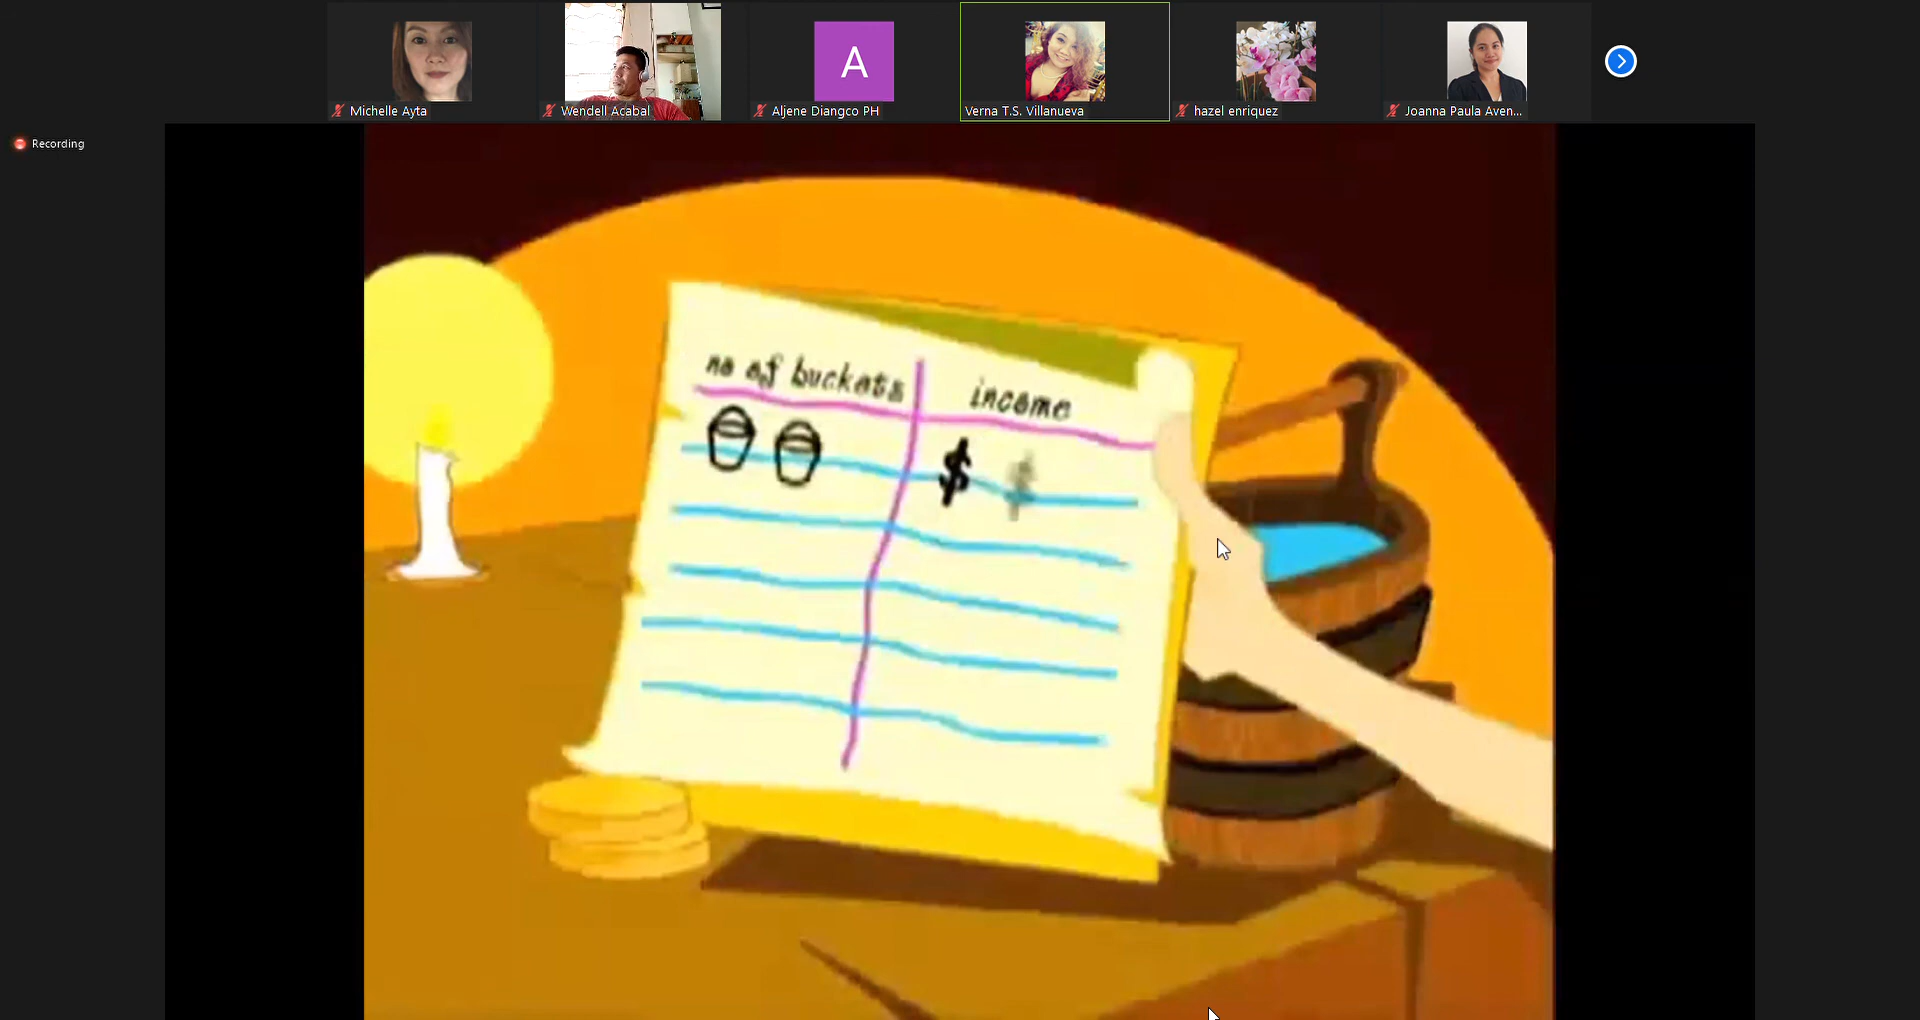 A
Michelle Ayta
Wendell Acabal
Aljene Diangco PH
Verna T.S. Villanueva
hazel enriquez
Joanna Paula Aven...
Recording
no of buckets
income
$ $